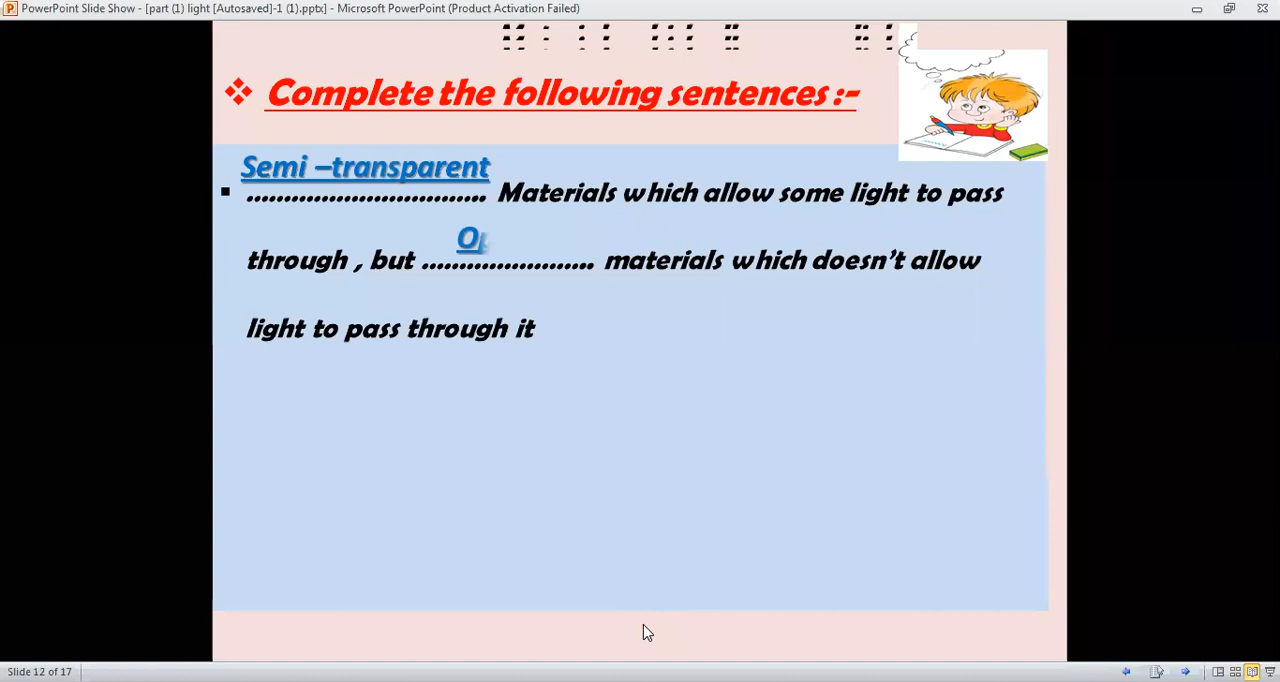 PowerPoint Slide Show - [part (1) light [Autosaved]-1 (1).pptx] - Microsoft PowerPoint (Product Activation Failed)
❖ Complete the following sentences :-
Semi –transparent
▪ ................................ Materials which allow some light to pass
Op
through , but ....................... materials which doesn't allow
light to pass through it
Slide 12 of 17